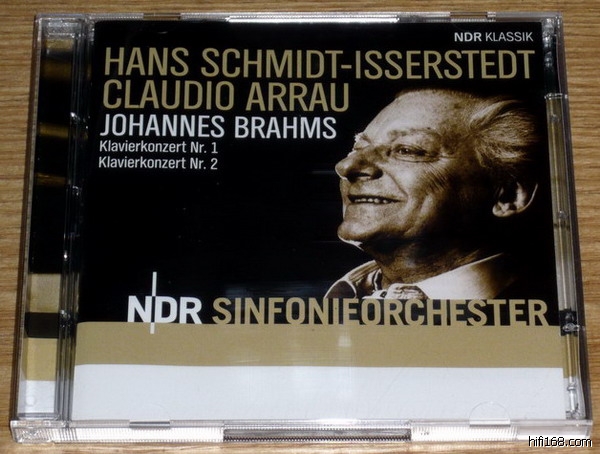 NDR KLASSIK
HANS SCHMIDT-ISSERSTEDT
CLAUDIO ARRAU
JOHANNES BRAHMS
Klavierkonzert Nr. 1
Klavierkonzert Nr. 2
NDR SINFONIEORCHESTER
hifi168.com